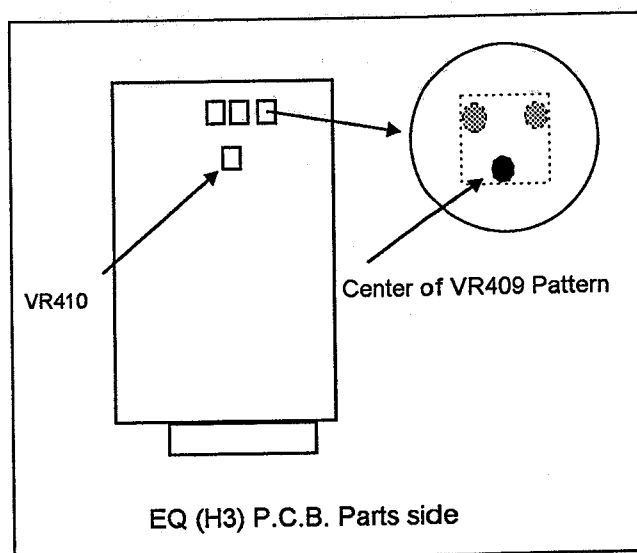 VR410
Center of VR409 Pattern
EQ (H3) P.C.B. Parts side